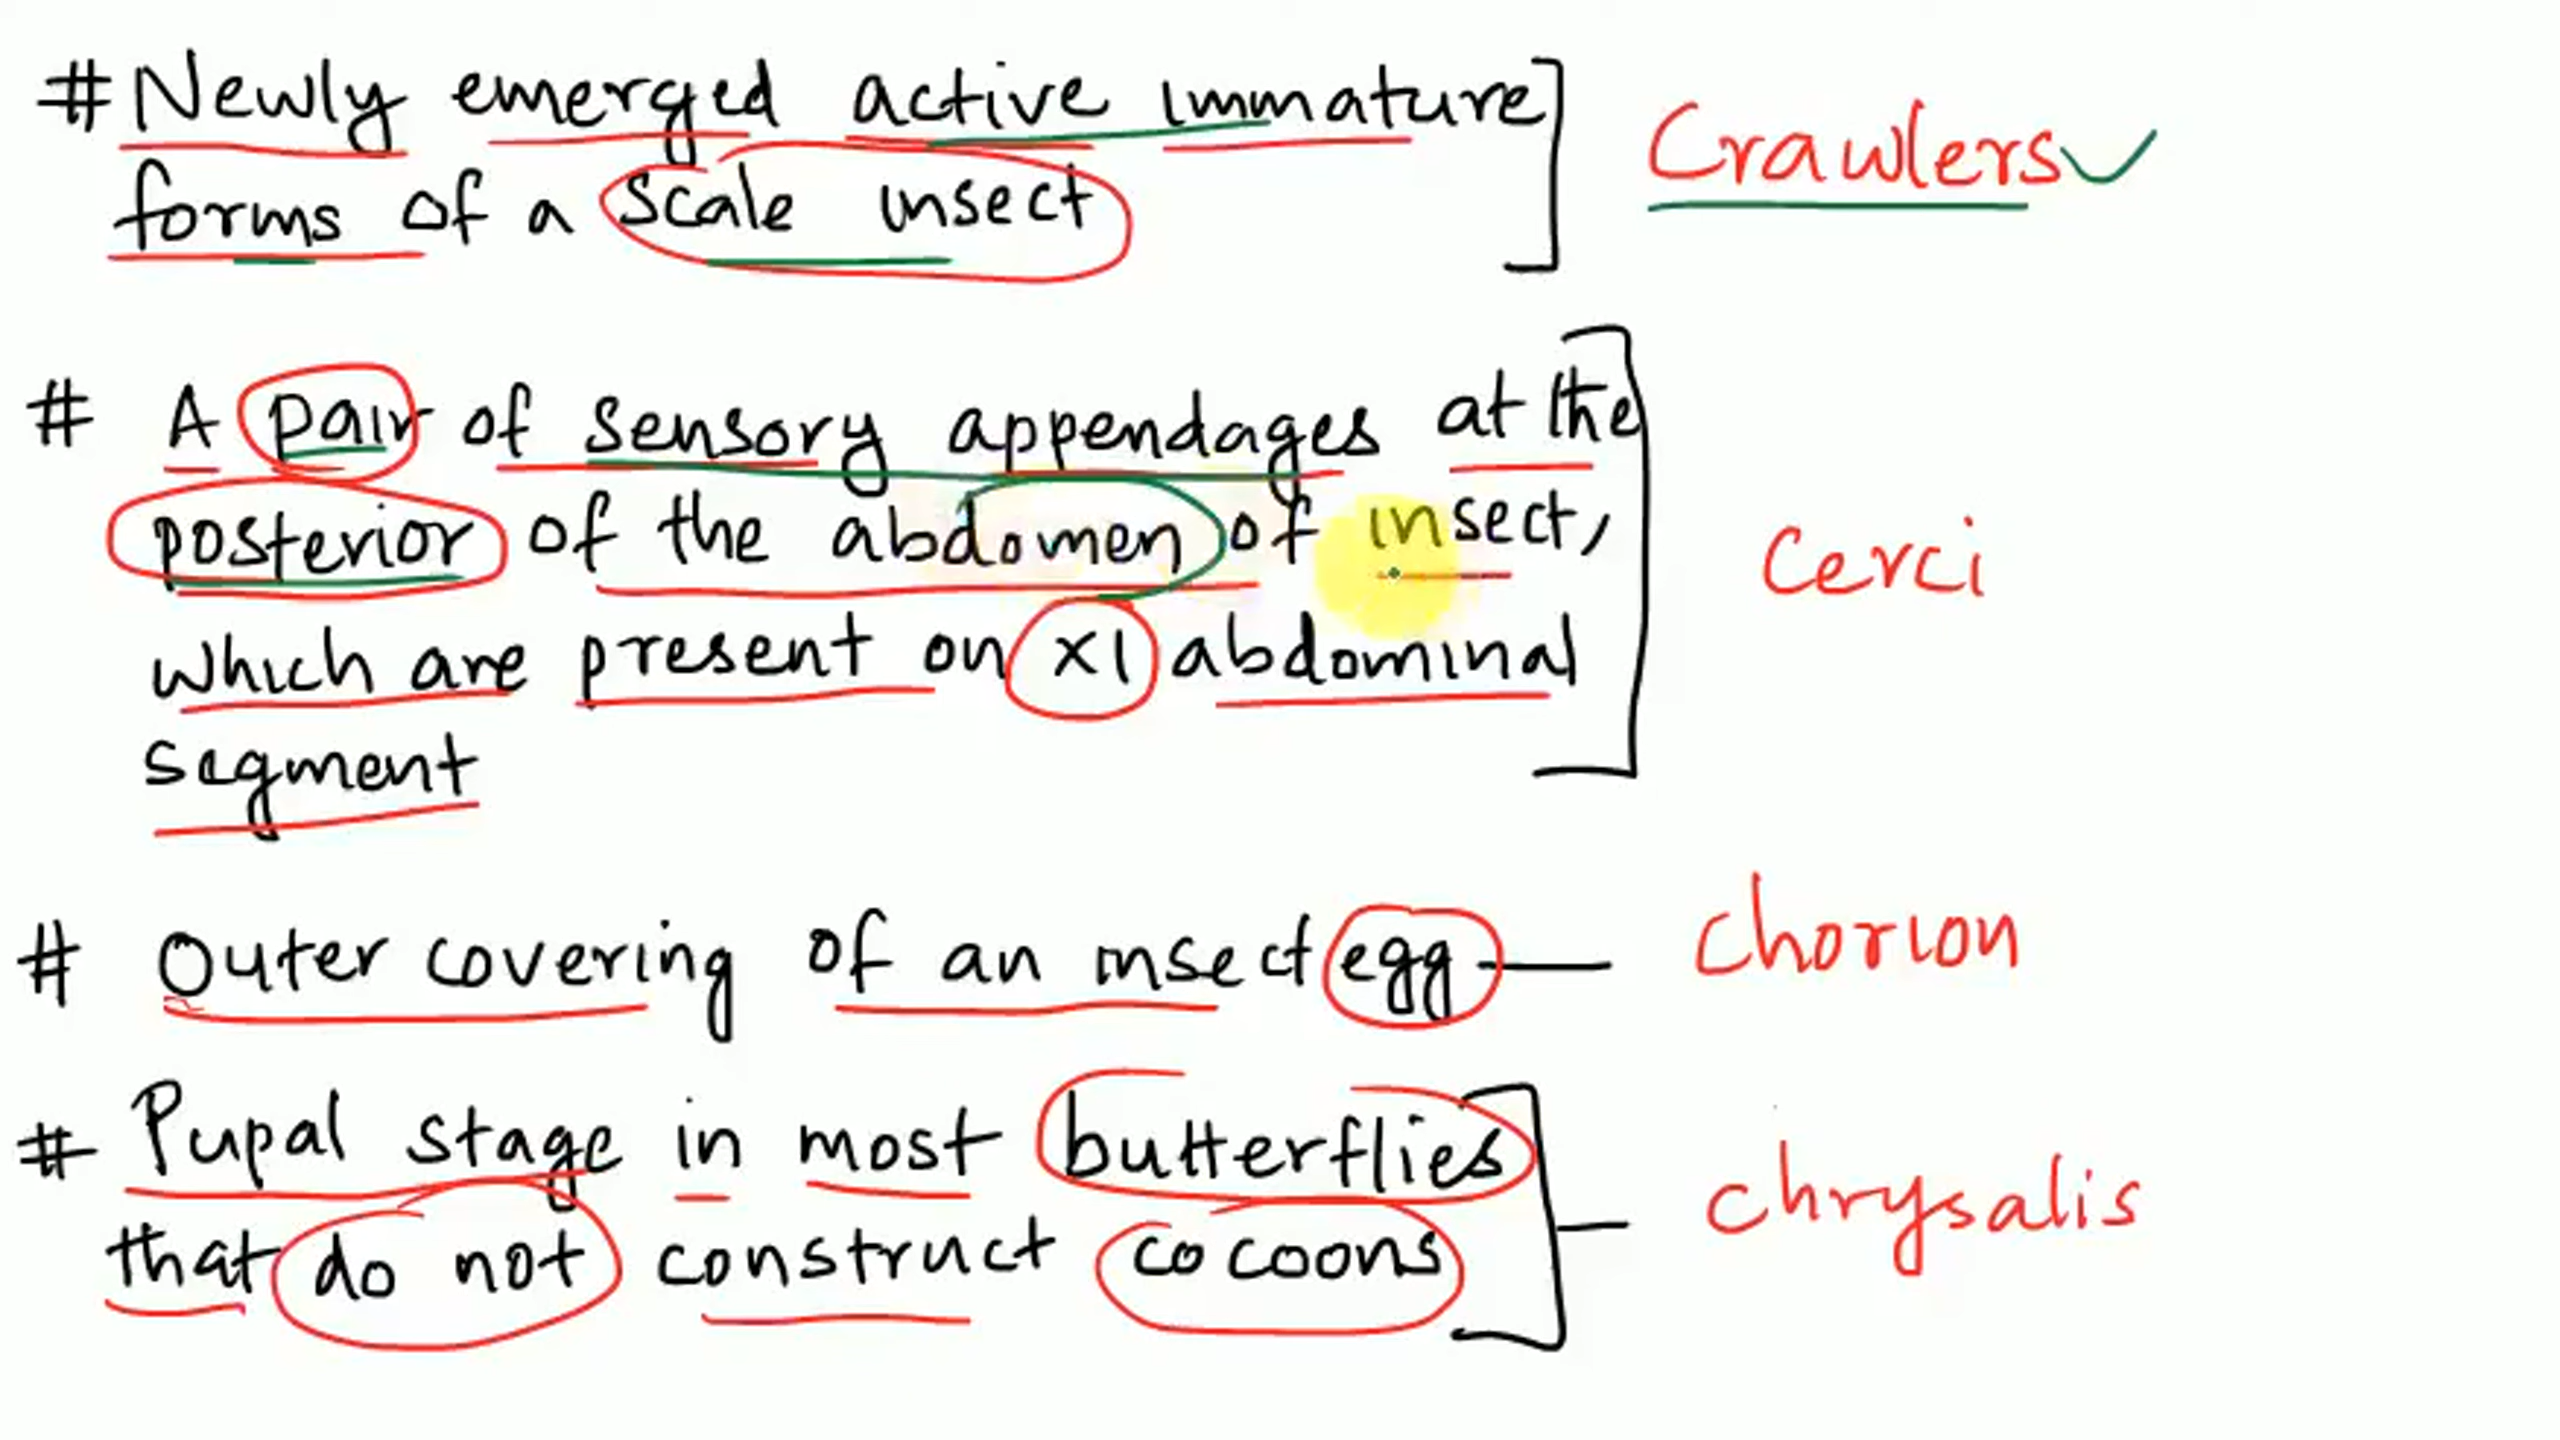 #Newly emerged active immature
forms of a scale insect
Crawlers
# A pair of sensory appendages at the
posterior of the abdomen of insect,
which are present on XI abdominal
segment
Cerci
# Outer covering of an insect egg — chorion
# Pupal stage in most butterflies
that do not construct cocoons
— chrysalis